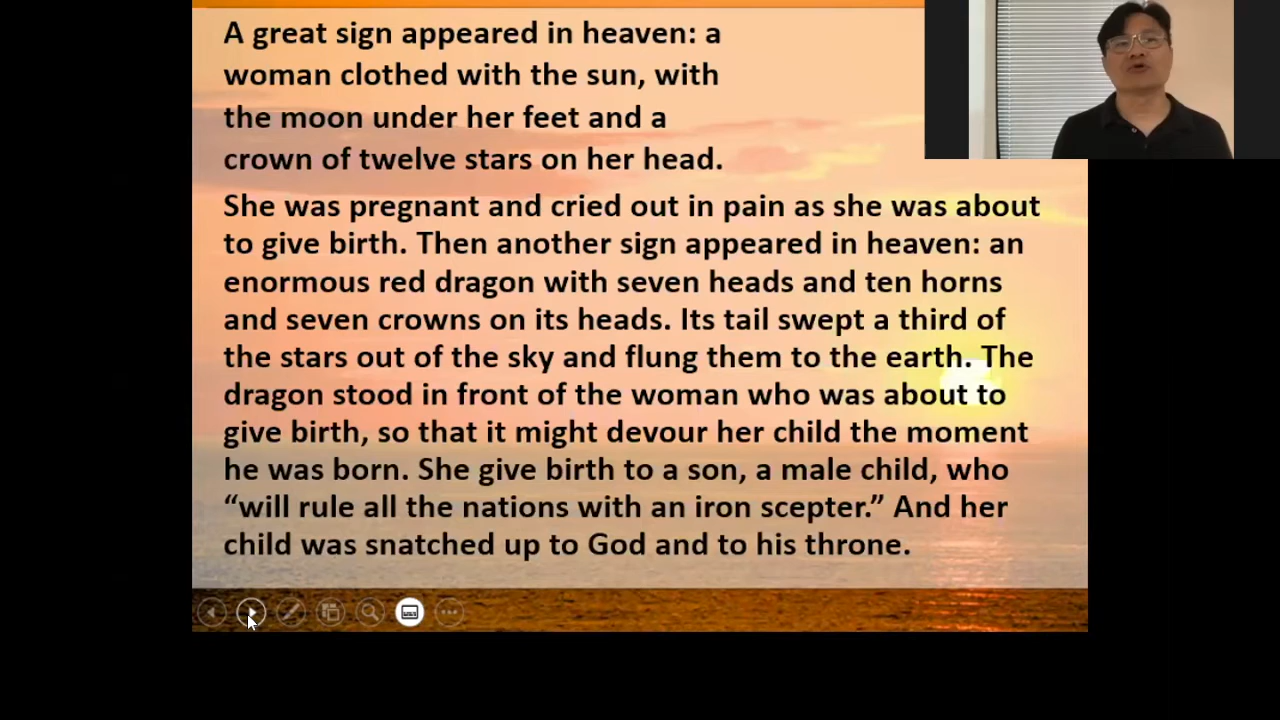 A great sign appeared in heaven: a
woman clothed with the sun, with
the moon under her feet and a
crown of twelve stars on her head.
She was pregnant and cried out in pain as she was about
to give birth. Then another sign appeared in heaven: an
enormous red dragon with seven heads and ten horns
and seven crowns on its heads. Its tail swept a third of
the stars out of the sky and flung them to the earth. The
dragon stood in front of the woman who was about to
give birth, so that it might devour her child the moment
he was born. She give birth to a son, a male child, who
“will rule all the nations with an iron scepter.” And her
child was snatched up to God and to his throne.